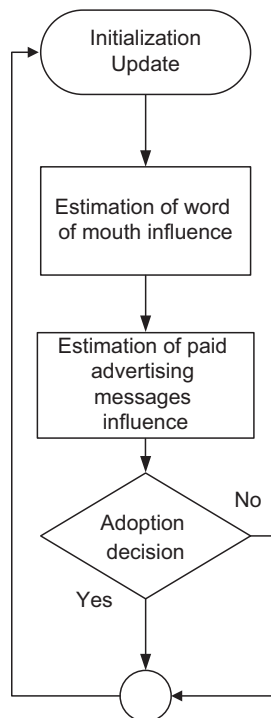 Initialization
Update
Estimation of word
of mouth influence
Estimation of paid
advertising
messages
influence
No
Adoption
decision
Yes